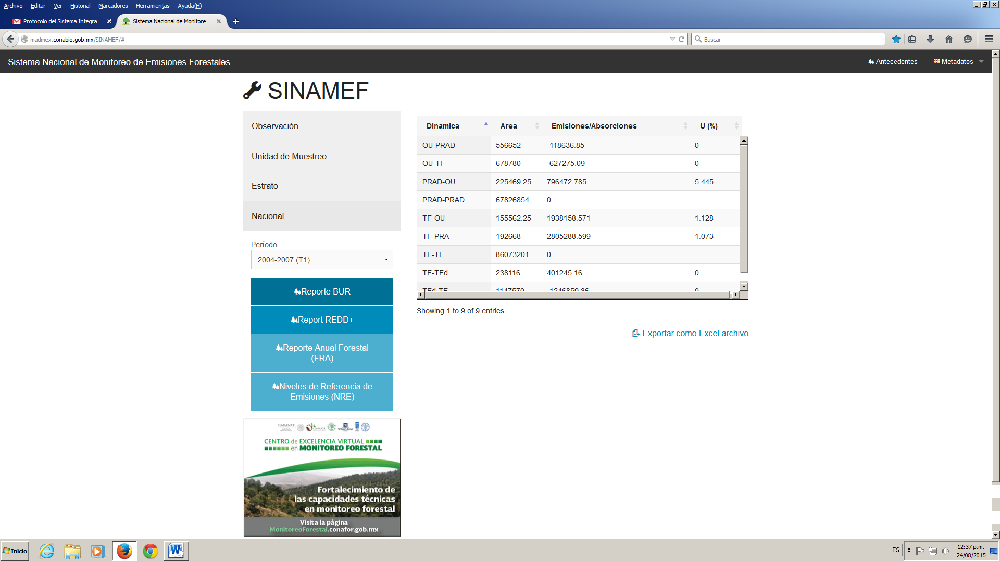 Archivo Editar Ver Historial Marcadores Herramientas Ayuda(H)
Protocolo del Sistema Integra... Sistema Nacional de Monitore...
madmex.conabio.gob.mx/SINAMEF/# Buscar
Sistema Nacional de Monitoreo de Emisiones Forestales Antecedentes Metadatos
SINAMEF
Observación
Unidad de Muestreo
Estrato
Nacional
Período
2004-2007 (T1)
Reporte BUR
Report REDD+
Reporte Anual Forestal
(FRA)
Niveles de Referencia de
Emisiones (NRE)
Dinamica Area Emisiones/Absorciones U (%)
OU-PRAD 556652 -118636.85 0
OU-TF 678780 -627275.09 0
PRAD-OU 225469.25 796472.785 5.445
PRAD-PRAD 67826854 0
TF-OU 155562.25 1938158.571 1.128
TF-PRA 192668 2805288.599 1.073
TF-TF 86073201 0
TF-TFd 238116 401245.16 0
TFd-TF 1147570 -1246859.36 0
Showing 1 to 9 of 9 entries
Exportar como Excel archivo
SEMARNAT CONAFOR
CENTRO de EXCELENCIA VIRTUAL
en MONITOREO FORESTAL
Fortalecimiento de
las capacidades técnicas
en monitoreo forestal
Visita la página
MonitoreoForestal.conafor.gob.mx
Inicio
ES
12:37 p.m.
24/08/2015